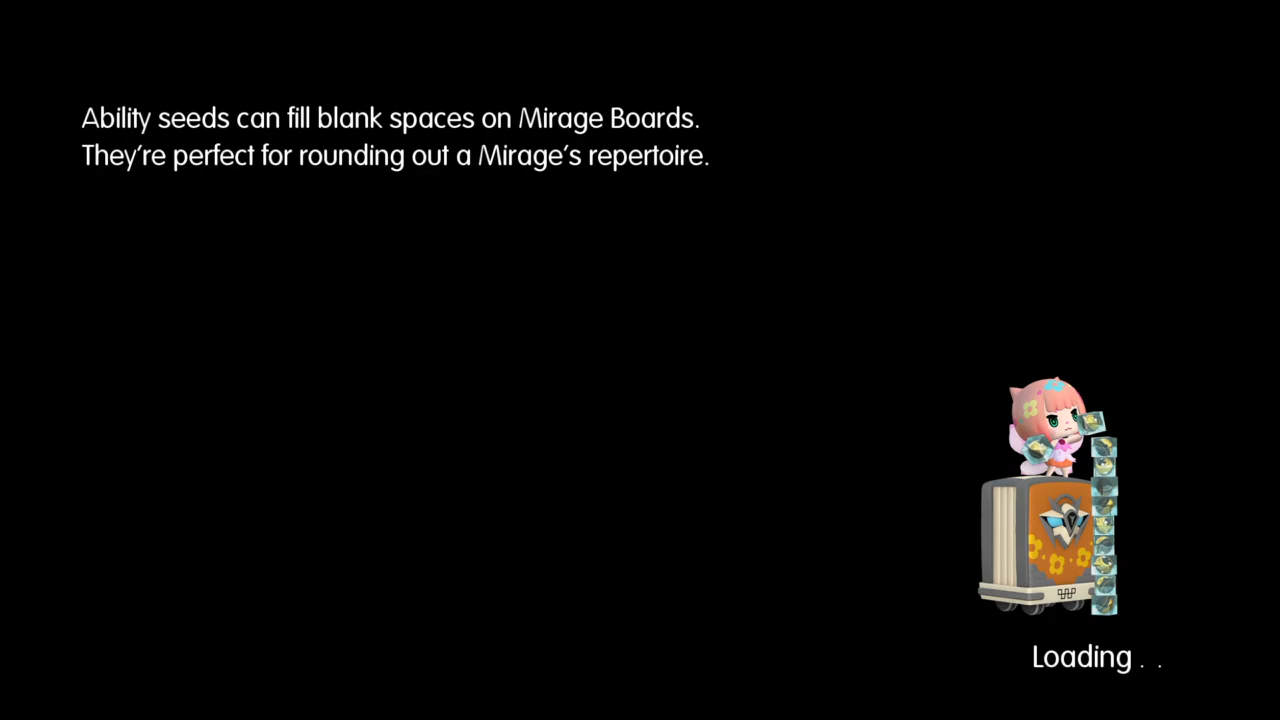 Ability seeds can fill blank spaces on Mirage Boards.
They're perfect for rounding out a Mirage's repertoire.
Loading . .